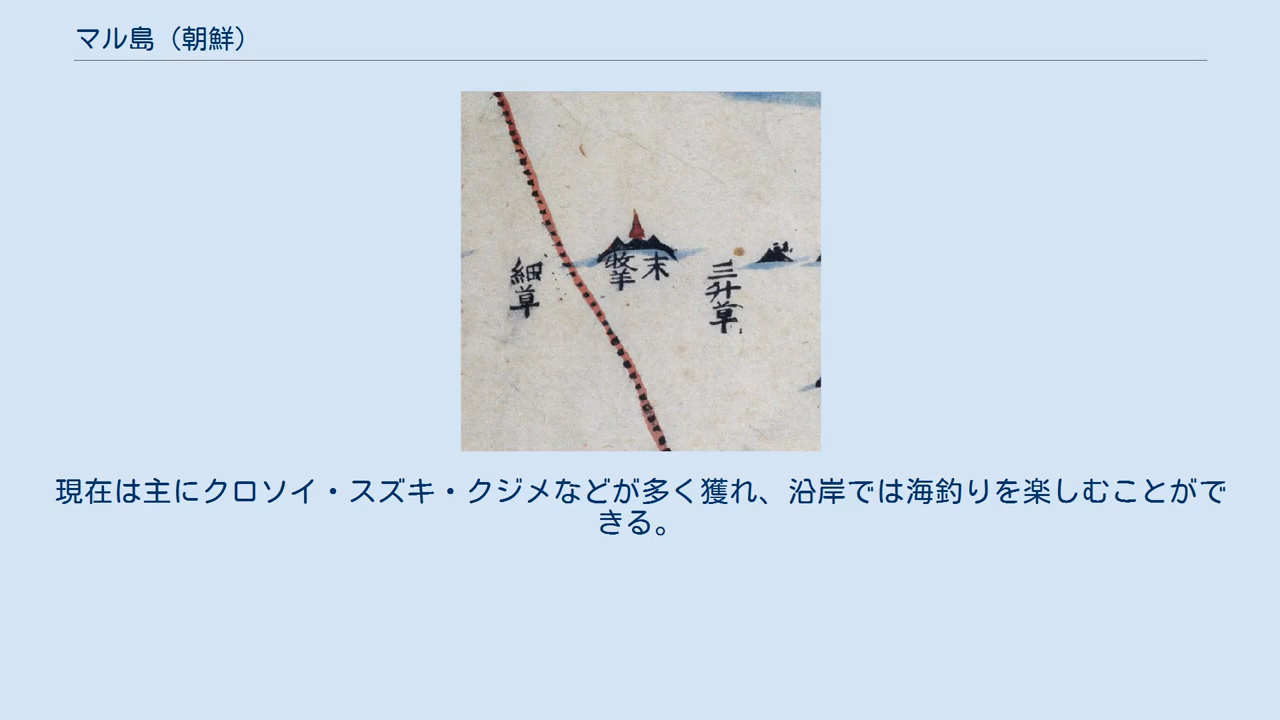 マル島（朝鮮）
三升草
末
細草
現在は主にクロソイ・スズキ・クジメなどが多く獲れ、沿岸では海釣りを楽しむことがで
きる。